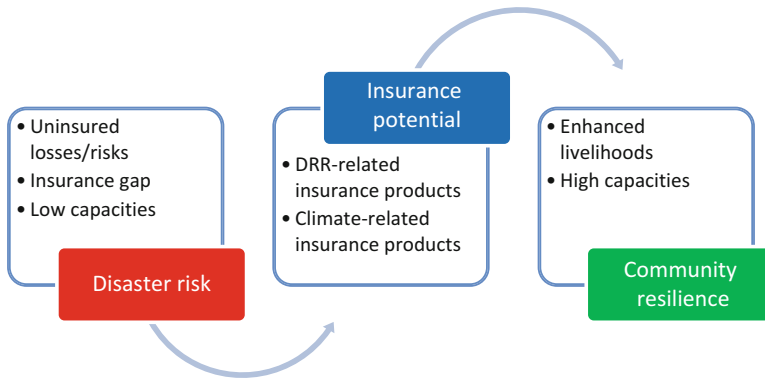 • Uninsured
losses/risks
• Insurance gap
• Low capacities
Disaster risk
Insurance
potential
• DRR-related
insurance products
• Climate-related
insurance products
• Enhanced
livelihoods
• High capacities
Community
resilience